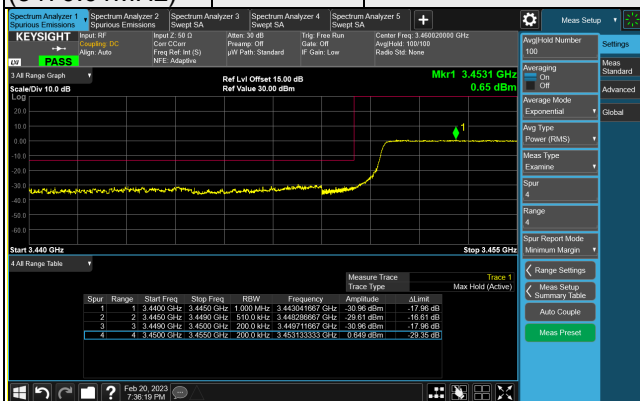 Spectrum Analyzer 1
Spurious Emissions
Spectrum Analyzer 2
Spurious Emissions
Spectrum Analyzer 3
Swept SA
Spectrum Analyzer 4
Swept SA
Spectrum Analyzer 5
Swept SA
Meas Setup
KEYSIGHT
Input: RF
Coupling: DC
Align: Auto
Input Z: 50 Ω
Corr CCorr
Freq Ref: Int (S)
NFE: Adaptive
Atten: 30 dB
Preamp: Off
µW Path: Standard
Trig: Free Run
Gate: Off
IF Gain: Low
Center Freq: 3.460020000 GHz
Avg|Hold: 100/100
Radio Std: None
LXI
PASS
3 All Range Graph
Scale/Div 10.0 dB
Ref Lvl Offset 15.00 dB
Ref Value 30.00 dBm
Mkr1 3.4531 GHz
0.65 dBm
Log
20.0
10.0
0.00
-10.0
-20.0
-30.0
-40.0
-50.0
-60.0
1
Start 3.440 GHz
Stop 3.455 GHz
4 All Range Table
Measure Trace Trace 1
Trace Type Max Hold (Active)
Spur Range Start Freq Stop Freq RBW Frequency Amplitude ΔLimit
1 1 3.4400 GHz 3.4450 GHz 1.000 MHz 3.443041667 GHz -30.96 dBm -17.96 dB
2 2 3.4450 GHz 3.4490 GHz 510.0 kHz 3.448286667 GHz -29.61 dBm -16.61 dB
3 3 3.4490 GHz 3.4500 GHz 200.0 kHz 3.449711667 GHz -30.96 dBm -17.96 dB
4 4 3.4500 GHz 3.4550 GHz 200.0 kHz 3.453133333 GHz 0.649 dBm -29.35 dB
Avg|Hold Number
100
Averaging
On
Off
Average Mode
Exponential
Avg Type
Power (RMS)
Meas Type
Examine
Spur
4
Range
4
Spur Report Mode
Minimum Margin
Range Settings
Meas Setup
Summary Table
Auto Couple
Meas Preset
Settings
Meas
Standard
Advanced
Global
Feb 20, 2023
7:36:19 PM